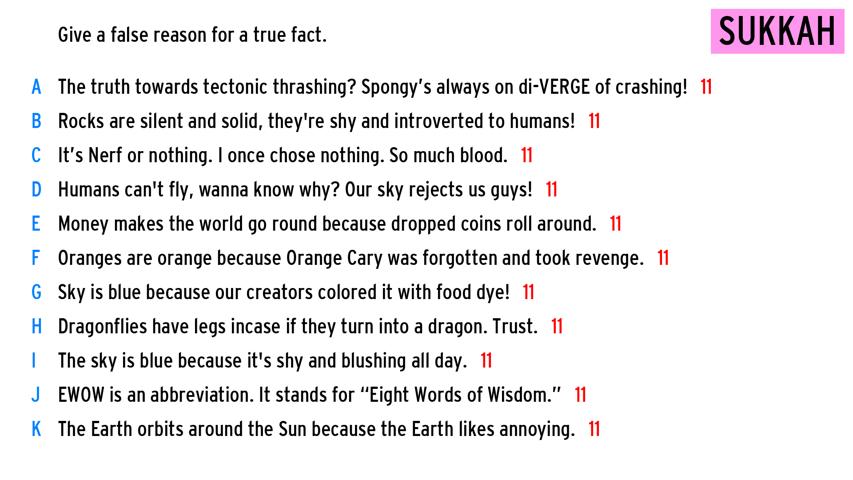 Give a false reason for a true fact.
SUKKAH
A The truth towards tectonic thrashing? Spongy's always on di-VERGE of crashing! 11
B Rocks are silent and solid, they're shy and introverted to humans! 11
C It's Nerf or nothing. I once chose nothing. So much blood. 11
D Humans can't fly, wanna know why? Our sky rejects us guys! 11
E Money makes the world go round because dropped coins roll around. 11
F Oranges are orange because Orange Cary was forgotten and took revenge. 11
G Sky is blue because our creators colored it with food dye! 11
H Dragonflies have legs incase if they turn into a dragon. Trust. 11
I The sky is blue because it's shy and blushing all day. 11
J EWOW is an abbreviation. It stands for “Eight Words of Wisdom.” 11
K The Earth orbits around the Sun because the Earth likes annoying. 11